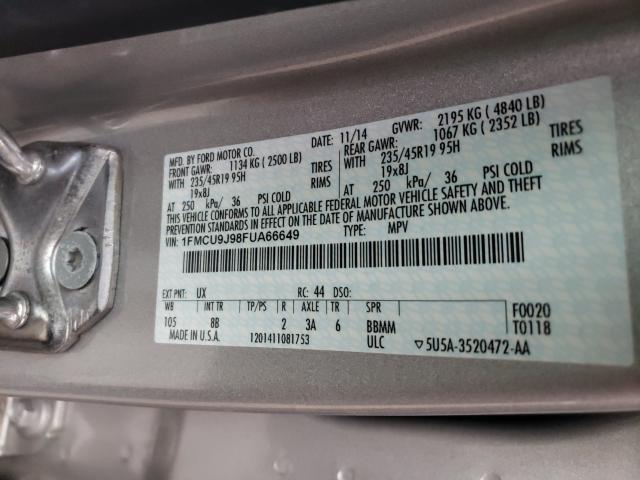 MFD. BY FORD MOTOR CO. DATE: 11/14 GVWR: 2195 KG ( 4840 LB)
FRONT GAWR: 1134 KG ( 2500 LB) REAR GAWR: 1067 KG ( 2352 LB)
WITH 235/45R19 95H TIRES WITH 235/45R19 95H TIRES
19x8J RIMS 19x8J RIMS
AT 250 kPa/ 36 PSI COLD AT 250 kPa/ 36 PSI COLD
THIS VEHICLE CONFORMS TO ALL APPLICABLE FEDERAL MOTOR VEHICLE SAFETY AND THEFT
PREVENTION STANDARDS IN EFFECT ON THE DATE OF MANUFACTURE SHOWN ABOVE.
1FMCU9J98FUA66649 TYPE: MPV
EXT PNT: UX RC: 44 DSO:
WB INT TR TP/PS R AXLE TR SPR F0020
105 8B 2 3A 6 BBMM T0118
MADE IN U.S.A. 1201411081753 ULC ▽5U5A-3520472-AA